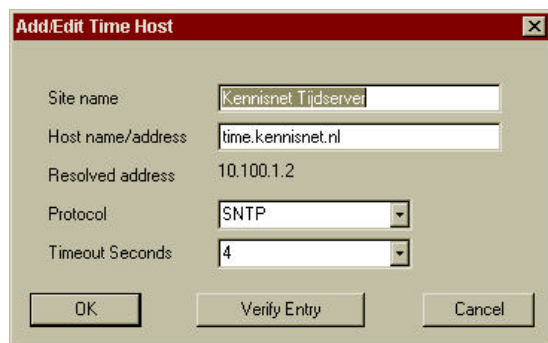 Add/Edit Time Host
Site name Kennisnet Tijdserver
Host name/address time.kennisnet.nl
Resolved address 10.100.1.2
Protocol SNTP
Timeout Seconds 4
OK Verify Entry Cancel